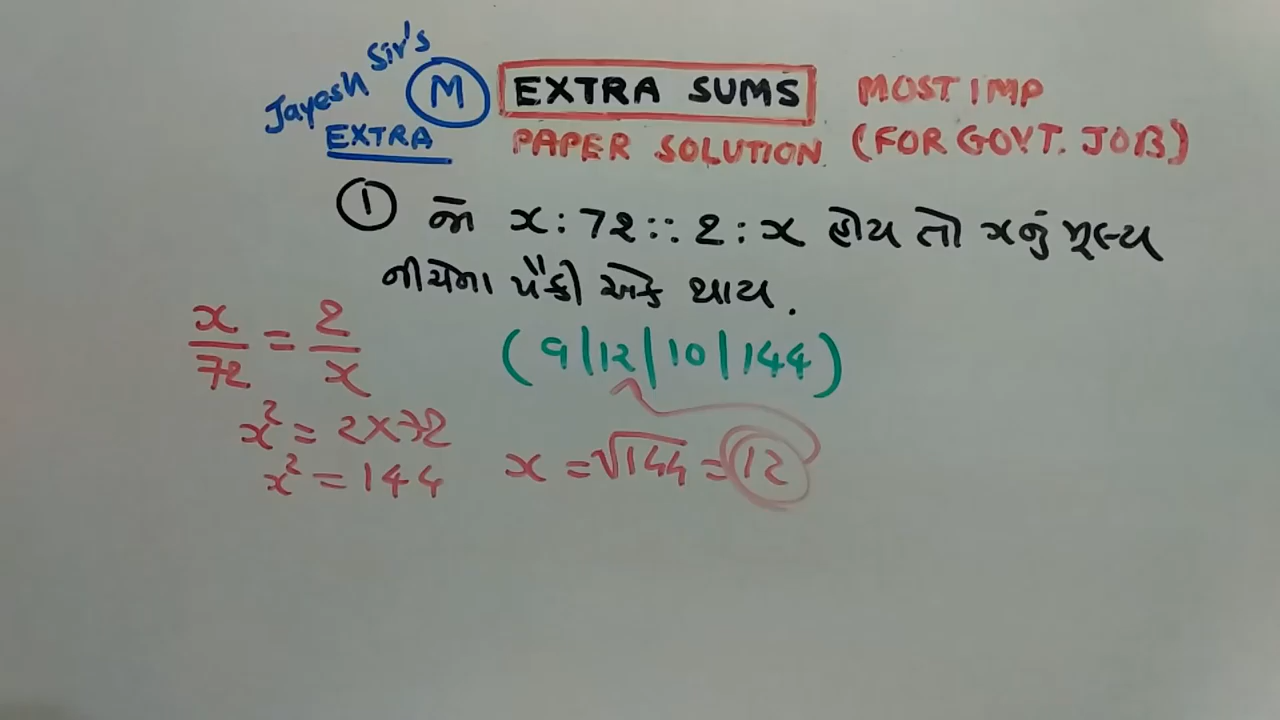 Jayesh Sir's M EXTRA SUMS MOST IMP
EXTRA PAPER SOLUTION (FOR GOVT. JOB)
① જો x : 72 :: 2 : x હોય તો xનું મૂલ્ય
નીચેના પૈકી એક થાય.
(9/12/10/144)
x/72 = 2/x
x² = 2×72
x² = 144 x = √144 = 12